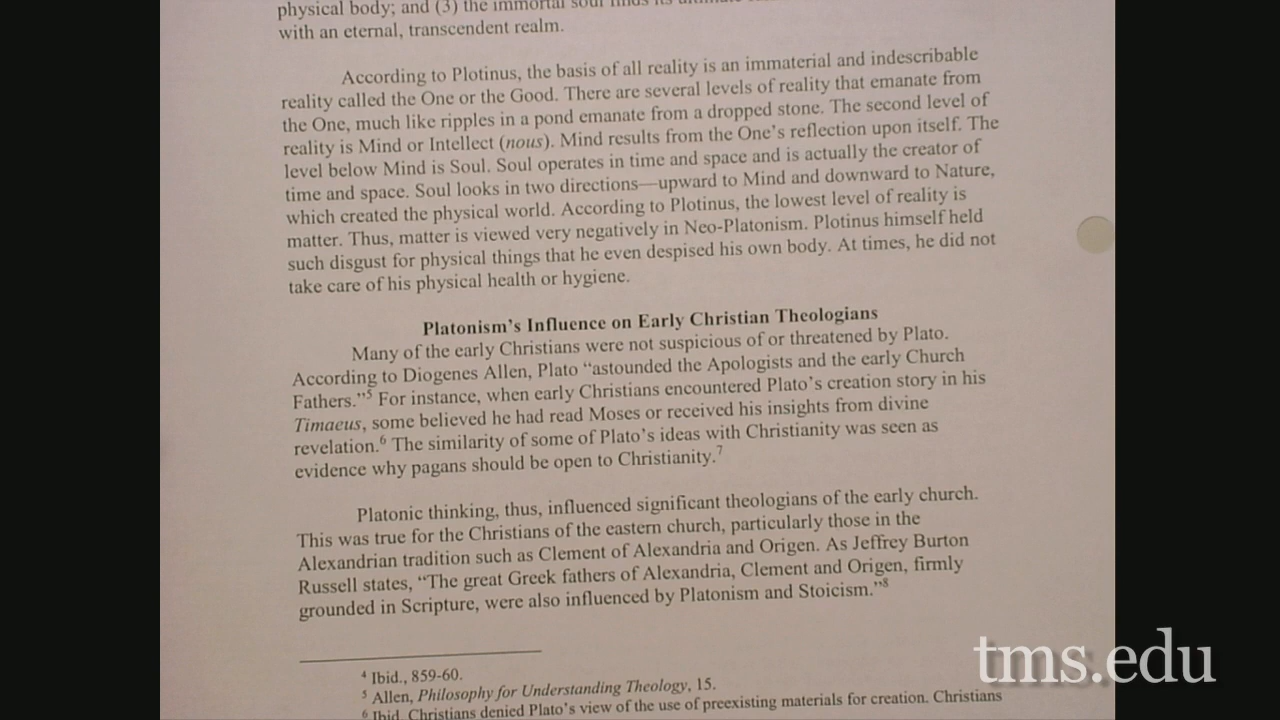 physical body; and (3) the immortal soul finds its ultimate
with an eternal, transcendent realm.
According to Plotinus, the basis of all reality is an immaterial and indescribable
reality called the One or the Good. There are several levels of reality that emanate from
the One, much like ripples in a pond emanate from a dropped stone. The second level of
reality is Mind or Intellect (nous). Mind results from the One's reflection upon itself. The
level below Mind is Soul. Soul operates in time and space and is actually the creator of
time and space. Soul looks in two directions—upward to Mind and downward to Nature,
which created the physical world. According to Plotinus, the lowest level of reality is
matter. Thus, matter is viewed very negatively in Neo-Platonism. Plotinus himself held
such disgust for physical things that he even despised his own body. At times, he did not
take care of his physical health or hygiene.
Platonism's Influence on Early Christian Theologians
Many of the early Christians were not suspicious of or threatened by Plato.
According to Diogenes Allen, Plato “astounded the Apologists and the early Church
Fathers.”5 For instance, when early Christians encountered Plato's creation story in his
Timaeus, some believed he had read Moses or received his insights from divine
revelation.6 The similarity of some of Plato's ideas with Christianity was seen as
evidence why pagans should be open to Christianity.7
Platonic thinking, thus, influenced significant theologians of the early church.
This was true for the Christians of the eastern church, particularly those in the
Alexandrian tradition such as Clement of Alexandria and Origen. As Jeffrey Burton
Russell states, “The great Greek fathers of Alexandria, Clement and Origen, firmly
grounded in Scripture, were also influenced by Platonism and Stoicism.”8
4 Ibid., 859-60.
5 Allen, Philosophy for Understanding Theology, 15.
6 Ibid. Christians denied Plato's view of the use of preexisting materials for creation. Christians
tms.edu